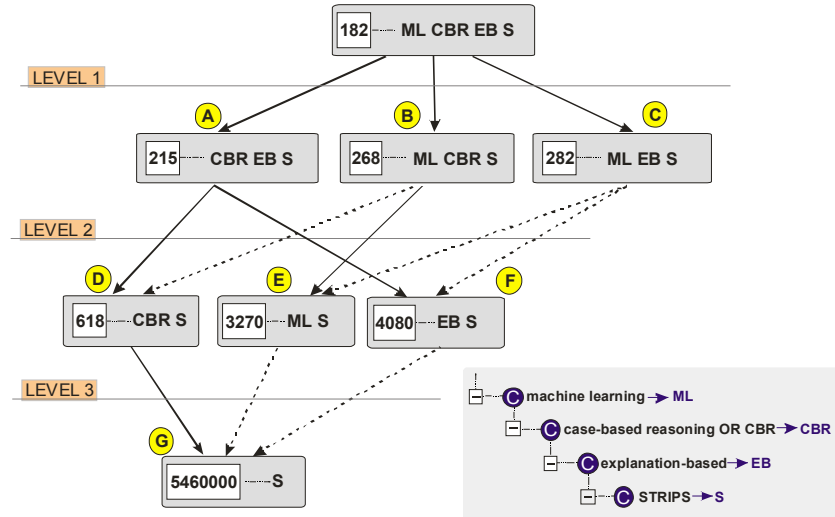 182 ML CBR EB S
LEVEL 1
A
B
C
215 CBR EB S
268 ML CBR S
282 ML EB S
LEVEL 2
D
E
F
618 CBR S
3270 ML S
4080 EB S
LEVEL 3
G
5460000 S
C machine learning ML
C case-based reasoning OR CBR CBR
C explanation-based EB
C STRIPS S